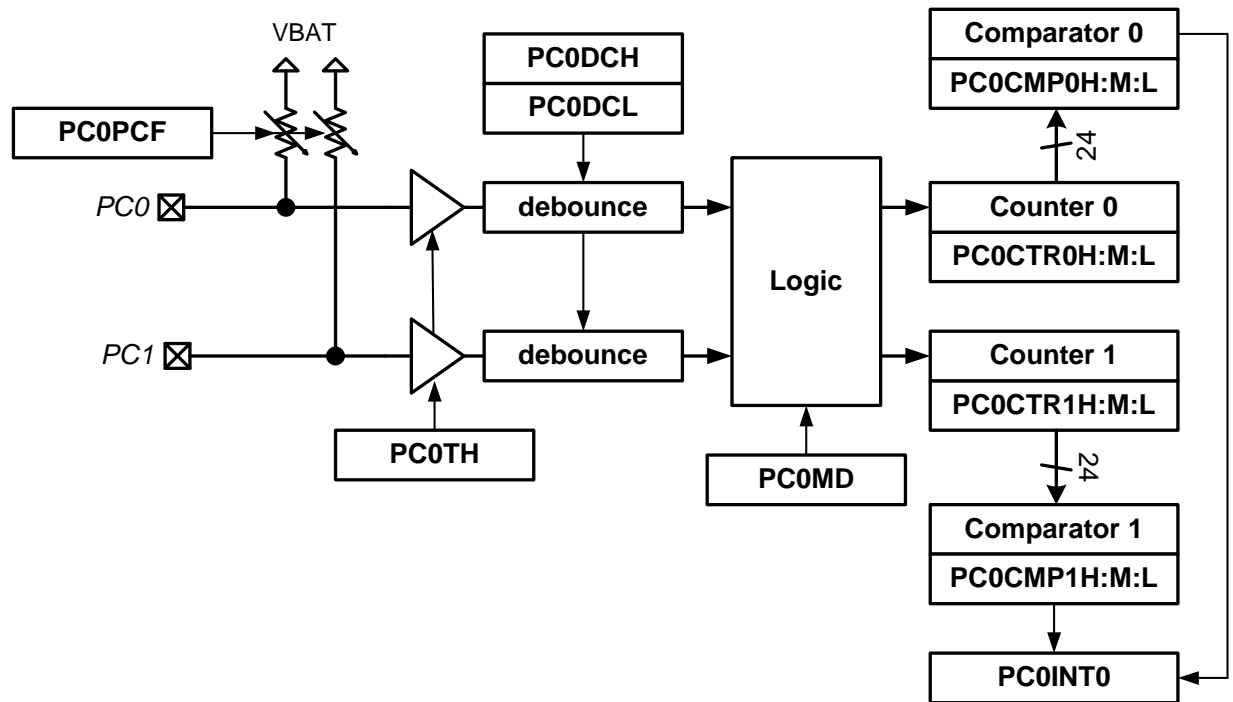 VBAT
PC0PCF
PC0
PC1
PC0TH
PC0DCH
PC0DCL
debounce
debounce
Logic
PC0MD
Comparator 0
PC0CMP0H:M:L
24
Counter 0
PC0CTR0H:M:L
Counter 1
PC0CTR1H:M:L
24
Comparator 1
PC0CMP1H:M:L
PC0INT0